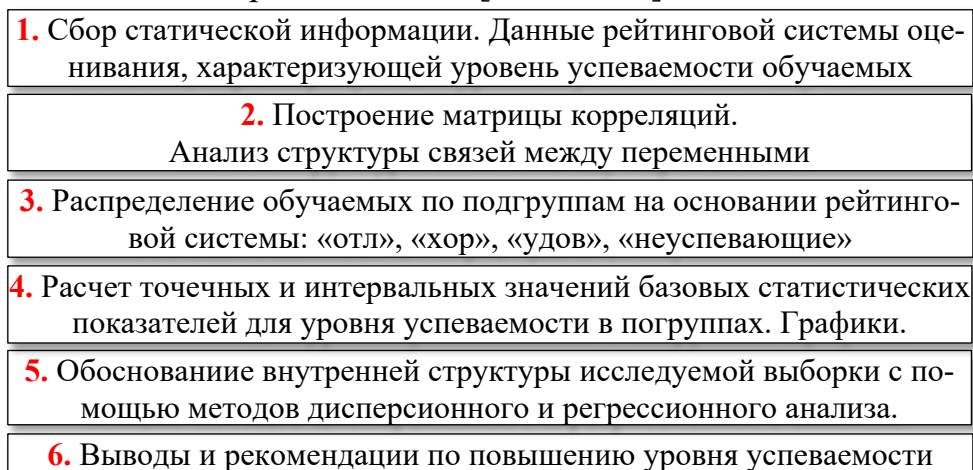 1. Сбор статической информации. Данные рейтинговой системы оце-
нивания, характеризующей уровень успеваемости обучаемых
2. Построение матрицы корреляций.
Анализ структуры связей между переменными
3. Распределение обучаемых по подгруппам на основании рейтинго-
вой системы: «отл», «хор», «удов», «неуспевающие»
4. Расчет точечных и интервальных значений базовых статистических
показателей для уровня успеваемости в погруппах. Графики.
5. Обоснованиие внутренней структуры исследуемой выборки с по-
мощью методов дисперсионного и регрессионного анализа.
6. Выводы и рекомендации по повышению уровня успеваемости